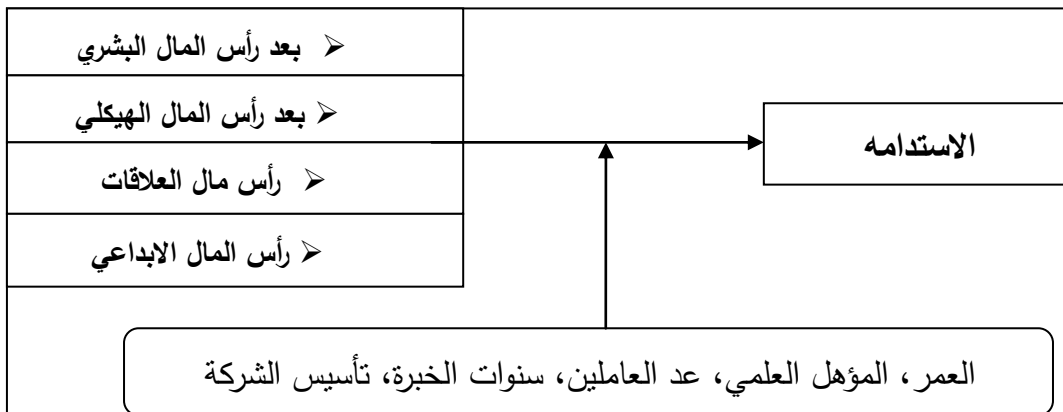 ⮚ بعد رأس المال البشري
⮚ بعد رأس المال الهيكلي
⮚ رأس مال العلاقات
⮚ رأس المال الابداعي
الاستدامه
العمر، المؤهل العلمي، عد العاملين، سنوات الخبرة، تأسيس الشركة